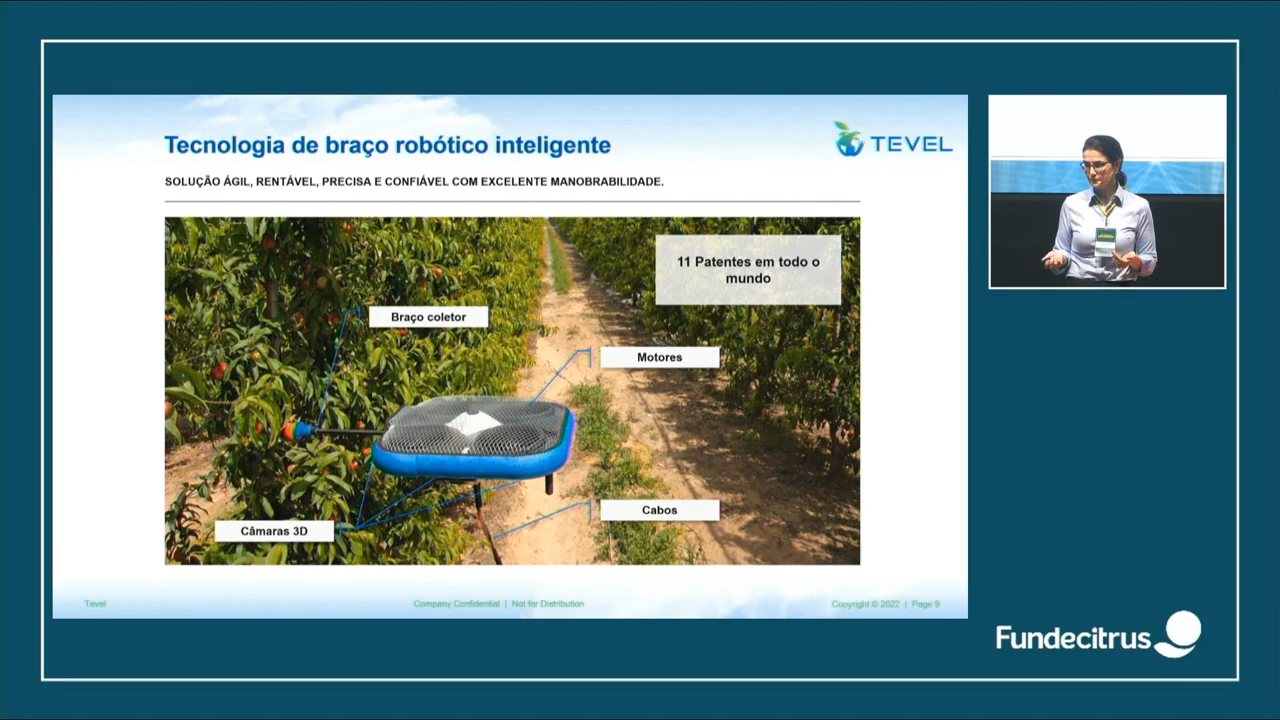 Tecnologia de braço robótico inteligente
TEVEL
SOLUÇÃO ÁGIL, RENTÁVEL, PRECISA E CONFIÁVEL COM EXCELENTE MANOBRABILIDADE.
11 Patentes em todo o
mundo
Braço coletor
Motores
Cabos
Câmaras 3D
Tevel
Company Confidential | Not for Distribution
Copyright © 2022 | Page 9
Fundecitrus